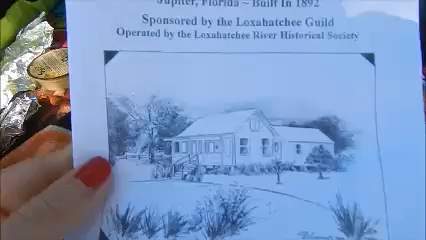 Jupiter, Florida ~ Built In 1892
Sponsored by the Loxahatchee Guild
Operated by the Loxahatchee River Historical Society